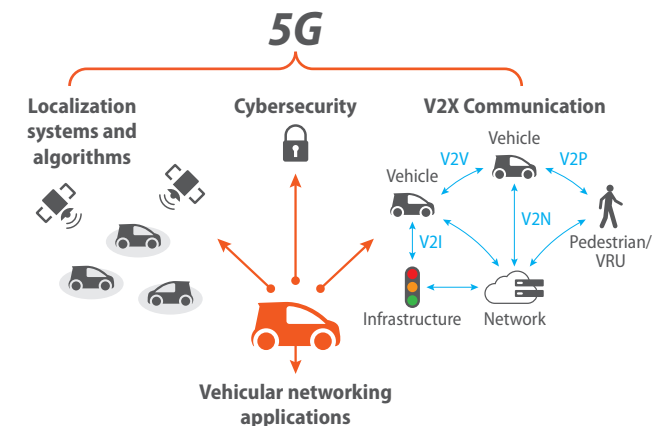 5G
Localization
systems and
algorithms
Cybersecurity
V2X Communication
Vehicle
V2V
V2P
Vehicle
V2N
V2I
Pedestrian/
VRU
Infrastructure
Network
Vehicular networking
applications